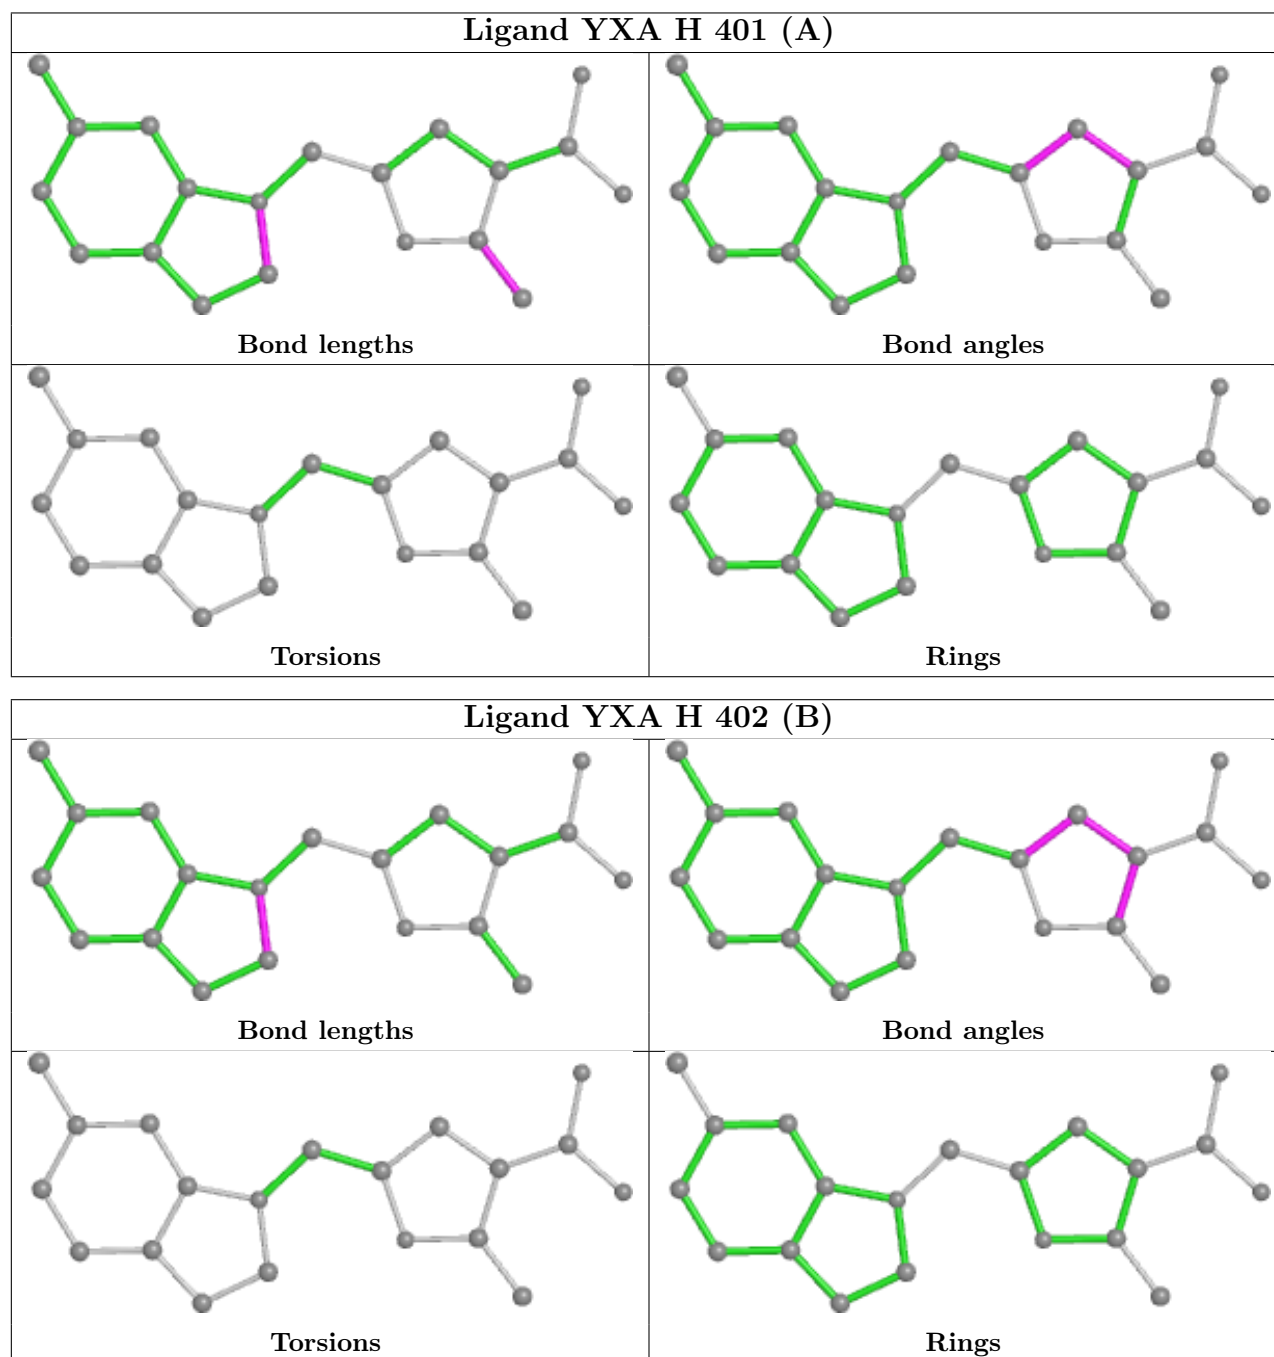 Ligand YXA H 401 (A)
Bond lengths
Bond angles
Torsions
Rings
Ligand YXA H 402 (B)
Bond lengths
Bond angles
Torsions
Rings